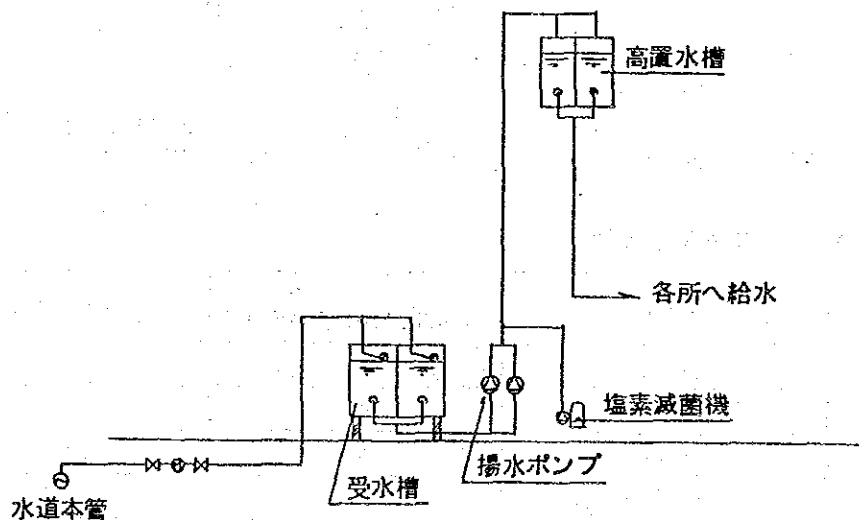 高置水槽
各所へ給水
塩素滅菌機
揚水ポンプ
受水槽
水道本管